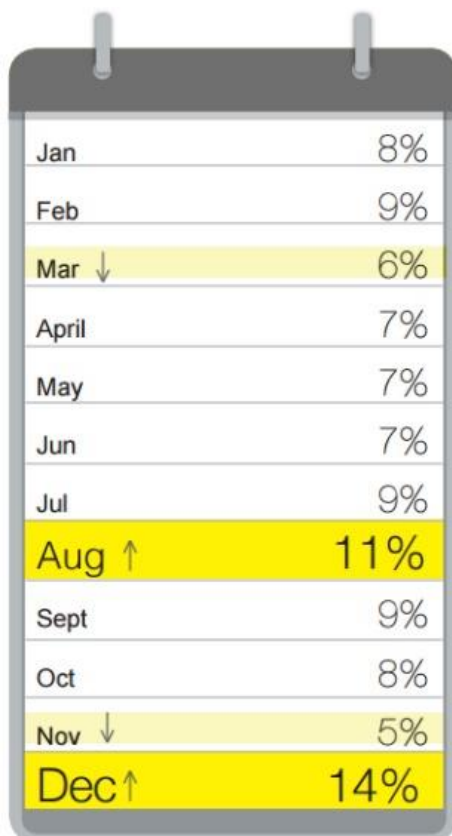 Jan 8%
Feb 9%
Mar ↓ 6%
April 7%
May 7%
Jun 7%
Jul 9%
Aug ↑ 11%
Sept 9%
Oct 8%
Nov ↓ 5%
Dec ↑ 14%